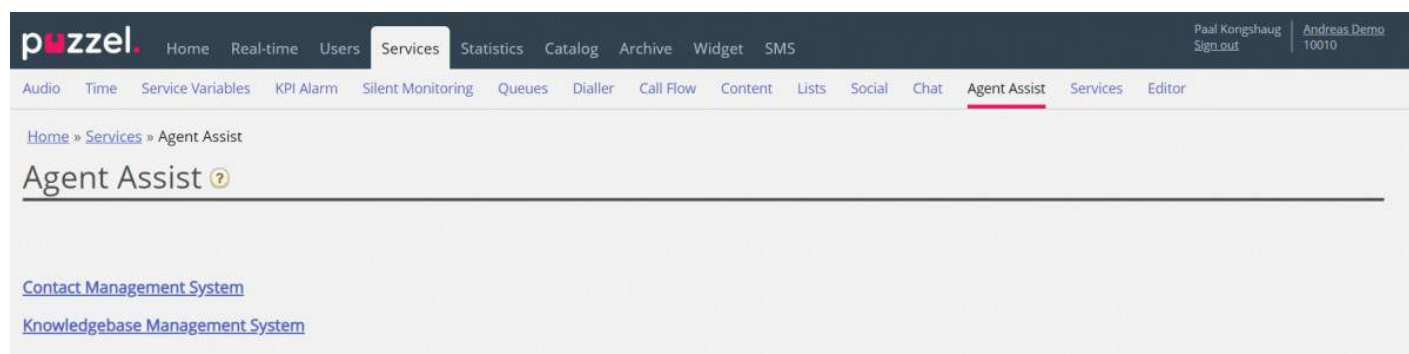 puzzel. Home Real-time Users Services Statistics Catalog Archive Widget SMS
Paal Kongshaug Andreas Demo
Sign out 10010
Audio Time Service Variables KPI Alarm Silent Monitoring Queues Dialler Call Flow Content Lists Social Chat Agent Assist Services Editor
Home » Services » Agent Assist
Agent Assist ?
Contact Management System
Knowledgebase Management System